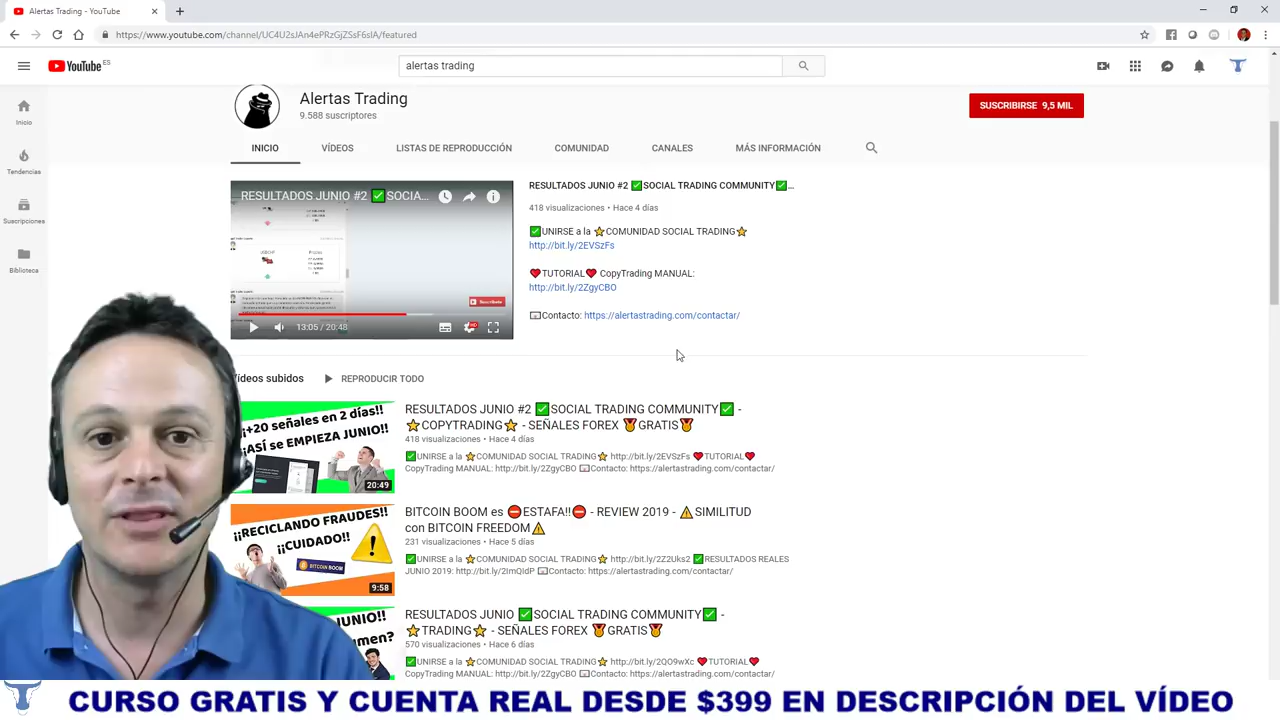 Alertas Trading - YouTube
https://www.youtube.com/channel/UC4U2sJAn4ePRzGjZSsF6slA/featured
YouTube ES
alertas trading
Alertas Trading
9.588 suscriptores
SUSCRIBIRSE 9,5 MIL
Inicio
Tendencias
Suscripciones
Biblioteca
INICIO VÍDEOS LISTAS DE REPRODUCCIÓN COMUNIDAD CANALES MÁS INFORMACIÓN
RESULTADOS JUNIO #2 ✅SOCIA...
Suscríbete
13:05 / 20:48
RESULTADOS JUNIO #2 ✅SOCIAL TRADING COMMUNITY✅...
418 visualizaciones • Hace 4 días
✅UNIRSE a la ⭐COMUNIDAD SOCIAL TRADING⭐
http://bit.ly/2EVSzFs
❤TUTORIAL❤ CopyTrading MANUAL:
http://bit.ly/2ZgyCBO
📧Contacto: https://alertastrading.com/contactar/
Vídeos subidos
REPRODUCIR TODO
¡¡+20 señales en 2 días!!
¡¡ASÍ se EMPIEZA JUNIO!!
20:49
RESULTADOS JUNIO #2 ✅SOCIAL TRADING COMMUNITY✅ -
⭐COPYTRADING⭐ - SEÑALES FOREX 🏅GRATIS🏅
418 visualizaciones • Hace 4 días
✅UNIRSE a la ⭐COMUNIDAD SOCIAL TRADING⭐ http://bit.ly/2EVSzFs ❤TUTORIAL❤
CopyTrading MANUAL: http://bit.ly/2ZgyCBO 📧Contacto: https://alertastrading.com/contactar/
¡¡RECICLANDO FRAUDES!!
¡¡CUIDADO!!
BITCOIN BOOM
9:58
BITCOIN BOOM es ⛔ESTAFA!!⛔ - REVIEW 2019 - ⚠SIMILITUD
con BITCOIN FREEDOM⚠
231 visualizaciones • Hace 5 días
✅UNIRSE a la ⭐COMUNIDAD SOCIAL TRADING⭐ http://bit.ly/2Z2Uks2 ✅RESULTADOS REALES
JUNIO 2019: http://bit.ly/2ImQIdP 📧Contacto: https://alertastrading.com/contactar/
RESULTADOS JUNIO ✅SOCIAL TRADING COMMUNITY✅ -
⭐TRADING⭐ - SEÑALES FOREX 🏅GRATIS🏅
570 visualizaciones • Hace 6 días
✅UNIRSE a la ⭐COMUNIDAD SOCIAL TRADING⭐ http://bit.ly/2QO9wXc ❤TUTORIAL❤
CopyTrading MANUAL: http://bit.ly/2ZgyCBO 📧Contacto: https://alertastrading.com/contactar/
CURSO GRATIS Y CUENTA REAL DESDE $399 EN DESCRIPCIÓN DEL VÍDEO